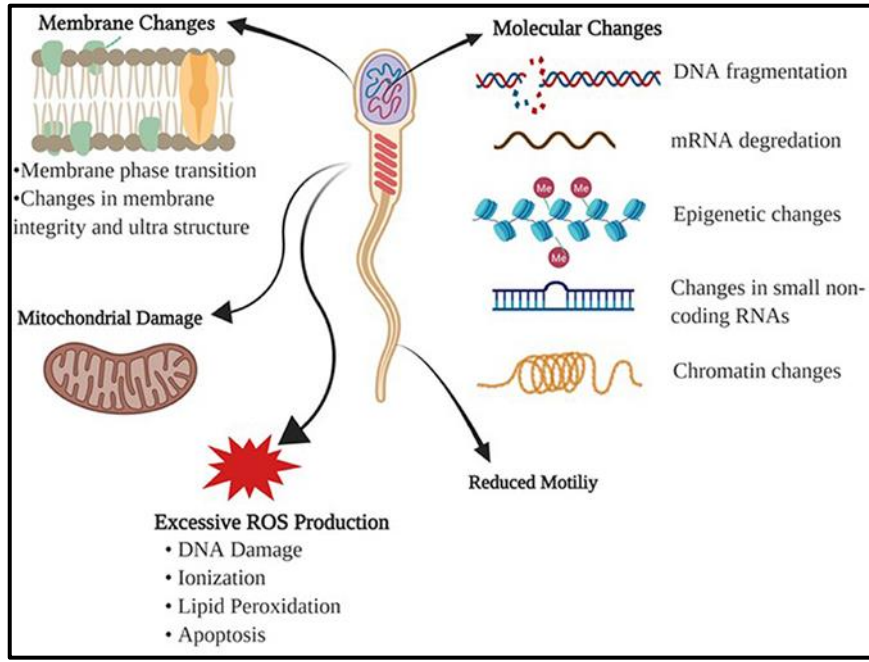 Membrane Changes
•Membrane phase transition
•Changes in membrane
integrity and ultra structure
Mitochondrial Damage
Excessive ROS Production
• DNA Damage
• Ionization
• Lipid Peroxidation
• Apoptosis
Reduced Motiliy
Molecular Changes
DNA fragmentation
mRNA degredation
Me
Me
Me
Epigenetic changes
Changes in small non-
coding RNAs
Chromatin changes